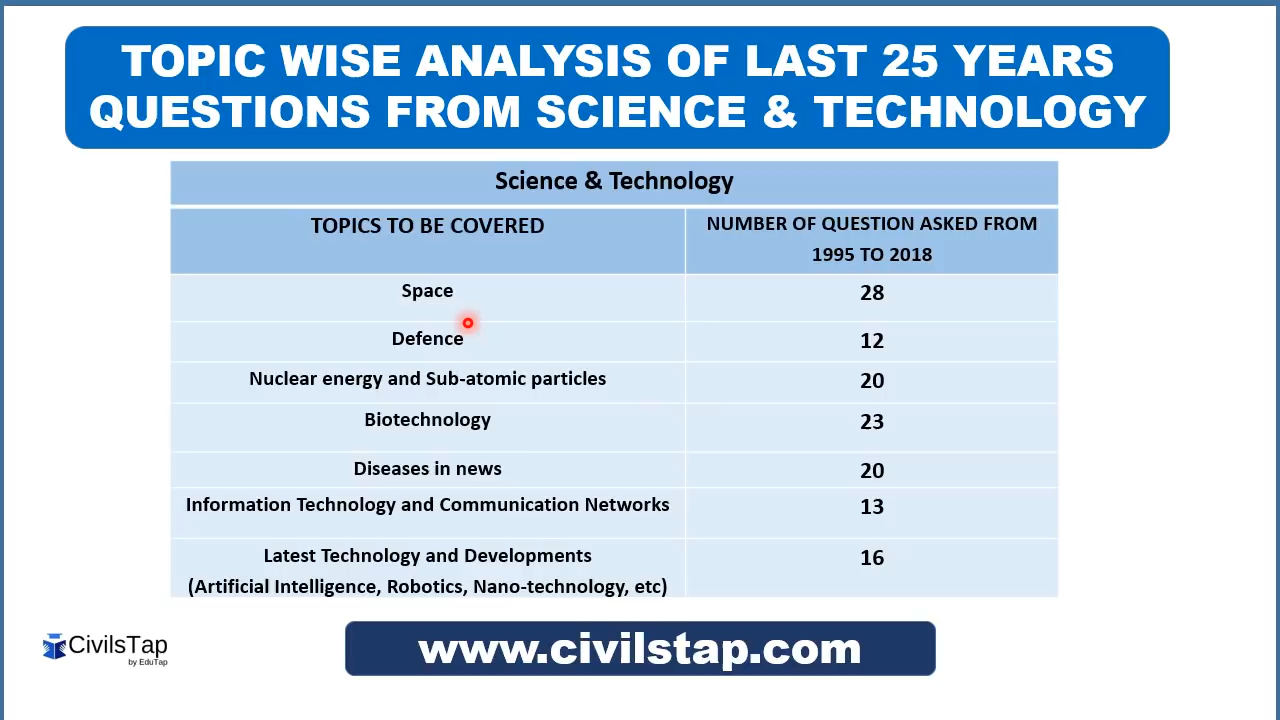 TOPIC WISE ANALYSIS OF LAST 25 YEARS
QUESTIONS FROM SCIENCE & TECHNOLOGY
Science & Technology
TOPICS TO BE COVERED
NUMBER OF QUESTION ASKED FROM
1995 TO 2018
Space
28
Defence
12
Nuclear energy and Sub-atomic particles
20
Biotechnology
23
Diseases in news
20
Information Technology and Communication Networks
13
Latest Technology and Developments
(Artificial Intelligence, Robotics, Nano-technology, etc)
16
CivilsTap
by EduTap
www.civilstap.com